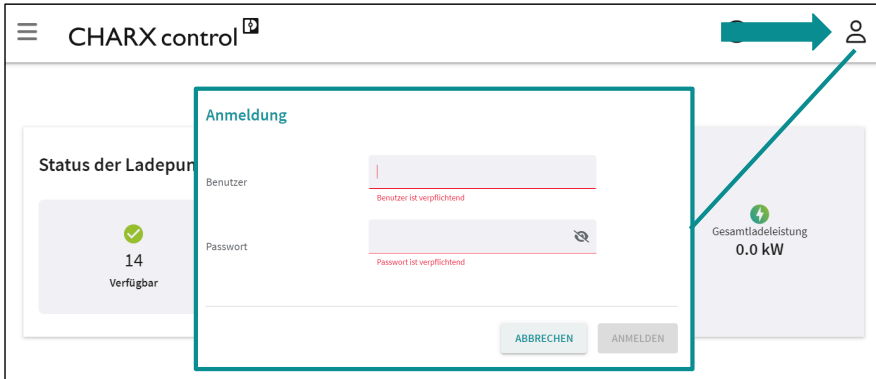 CHARX control
Anmeldung
Status der Ladepun
Benutzer
Benutzer ist verpflichtend
Passwort
Passwort ist verpflichtend
14
Verfügbar
Gesamtladeleistung
0.0 kW
ABBRECHEN
ANMELDEN